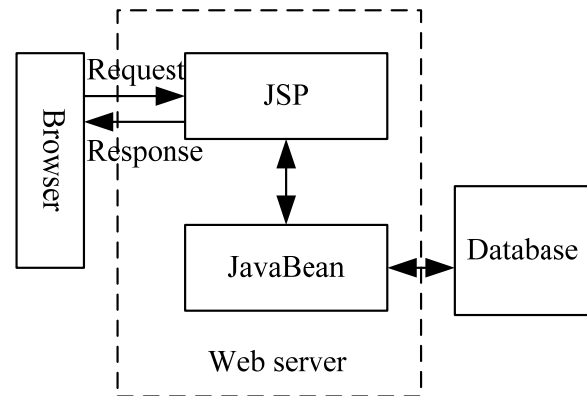 Request
JSP
Browser
Response
JavaBean
Database
Web server